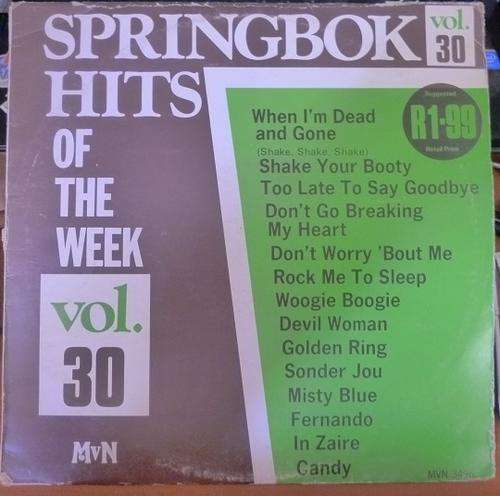 SPRINGBOK
HITS
OF
THE
WEEK
vol.
30
MvN
vol.
30
Suggested
R1-99
Retail Price
When I'm Dead
and Gone
(Shake, Shake, Shake)
Shake Your Booty
Too Late To Say Goodbye
Don't Go Breaking
My Heart
Don't Worry 'Bout Me
Rock Me To Sleep
Woogie Boogie
Devil Woman
Golden Ring
Sonder Jou
Misty Blue
Fernando
In Zaire
Candy
MVN